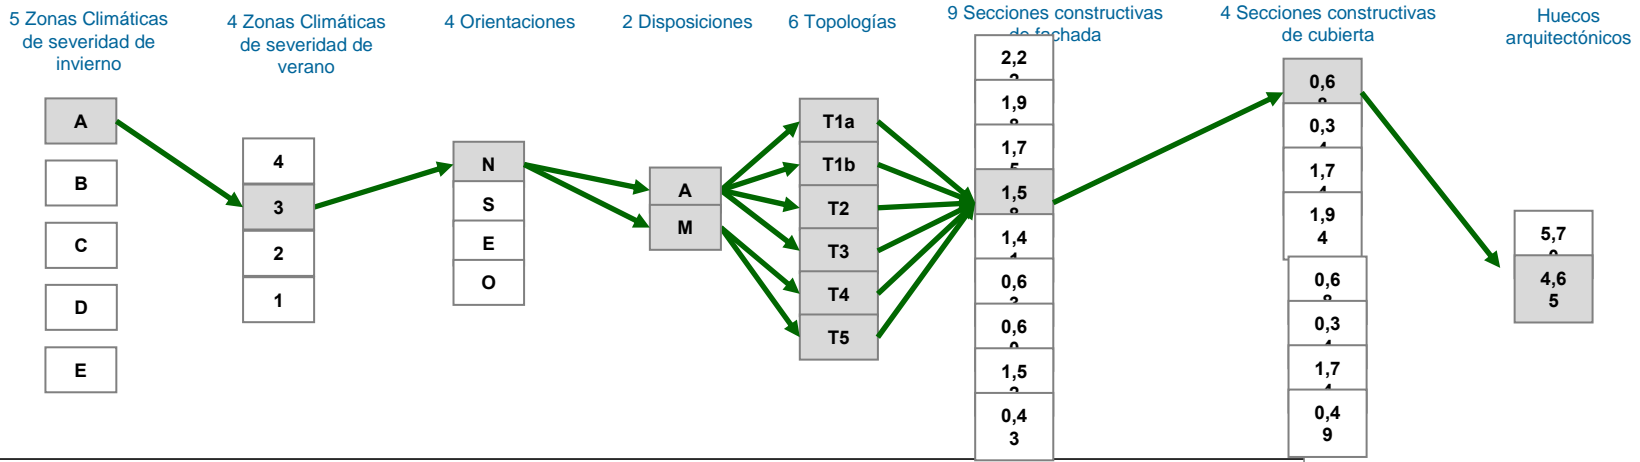 5 Zonas Climáticas
de severidad de
invierno
4 Zonas Climáticas
de severidad de
verano
4 Orientaciones
2 Disposiciones
6 Topologías
9 Secciones constructivas
de fachada
4 Secciones constructivas
de cubierta
Huecos
arquitectónicos
A
B
C
D
E
4
3
2
1
N
S
E
O
A
M
T1a
T1b
T2
T3
T4
T5
2,2
1,9
1,7
1,5
1,4
0,6
0,6
1,5
0,4
3
0,6
0,3
1,7
1,9
4
0,6
0,3
1,7
0,4
9
5,7
4,6
5